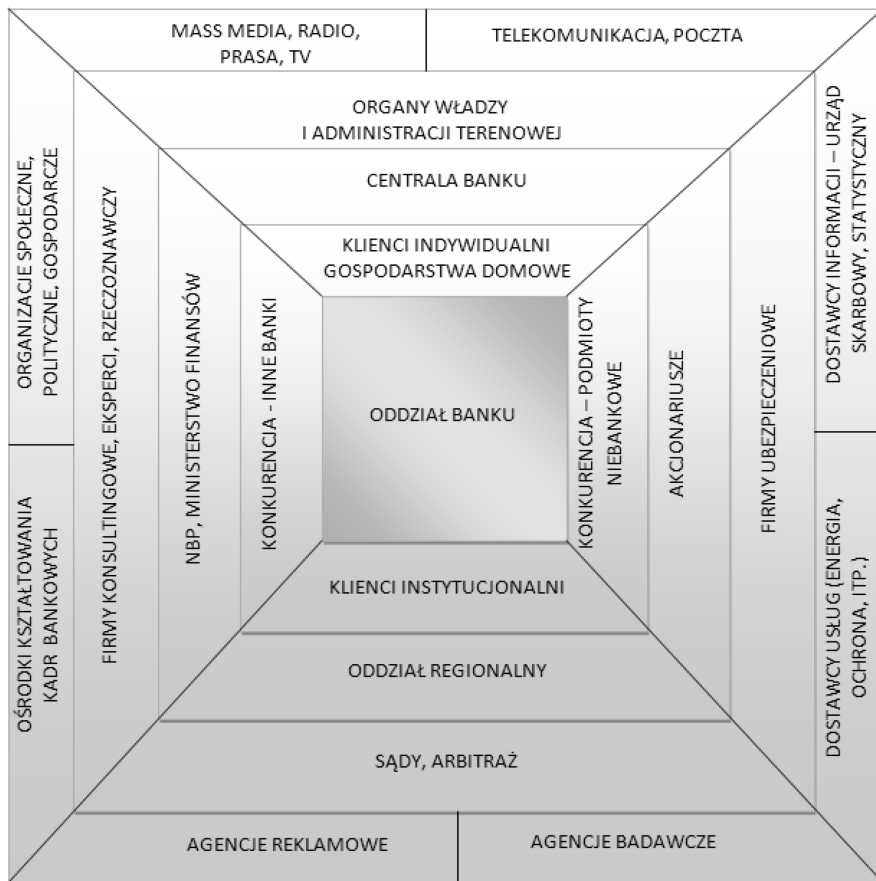 MASS MEDIA, RADIO,
PRASA, TV
TELEKOMUNIKACJA, POCZTA
ORGANY WŁADZY
I ADMINISTRACJI TERENOWEJ
CENTRALA BANKU
KLIENCI INDYWIDUALNI
GOSPODARSTWA DOMOWE
ORGANIZACJE SPOŁECZNE,
POLITYCZNE, GOSPODARCZE
OŚRODKI KSZTAŁTOWANIA
KADR BANKOWYCH
FIRMY KONSULTINGOWE, EKSPERCI, RZECZOZNAWCZY
NBP, MINISTERSTWO FINANSÓW
KONKURENCIA - INNE BANKI
ODDZIAŁ BANKU
KONKURENCIA – PODMIOTY
NIEBANKOWE
AKCJONARIUSZE
FIRMY UBEZPIECZENIOWE
DOSTAWCY INFORMACJI – URZĄD
SKARBOWY, STATYSTYCZNY
DOSTAWCY USŁUG (ENERGIA,
OCHRONA, ITP.)
KLIENCI INSTYTUCJONALNI
ODDZIAŁ REGIONALNY
SĄDY, ARBITRAŻ
AGENCJE REKLAMOWE
AGENCJE BADAWCZE